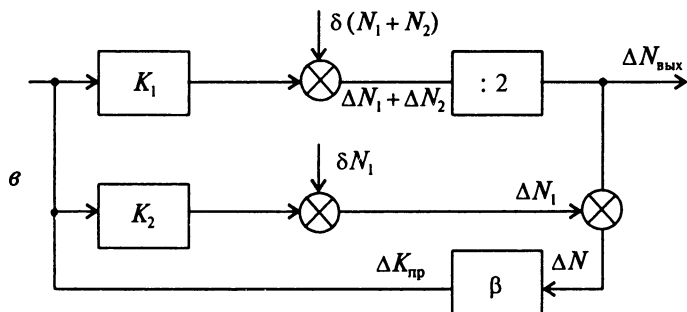 δ(N₁ + N₂)
K₁
ΔN₁ + ΔN₂
: 2
ΔNвых
δN₁
в
K₂
ΔN₁
ΔKпр
β
ΔN